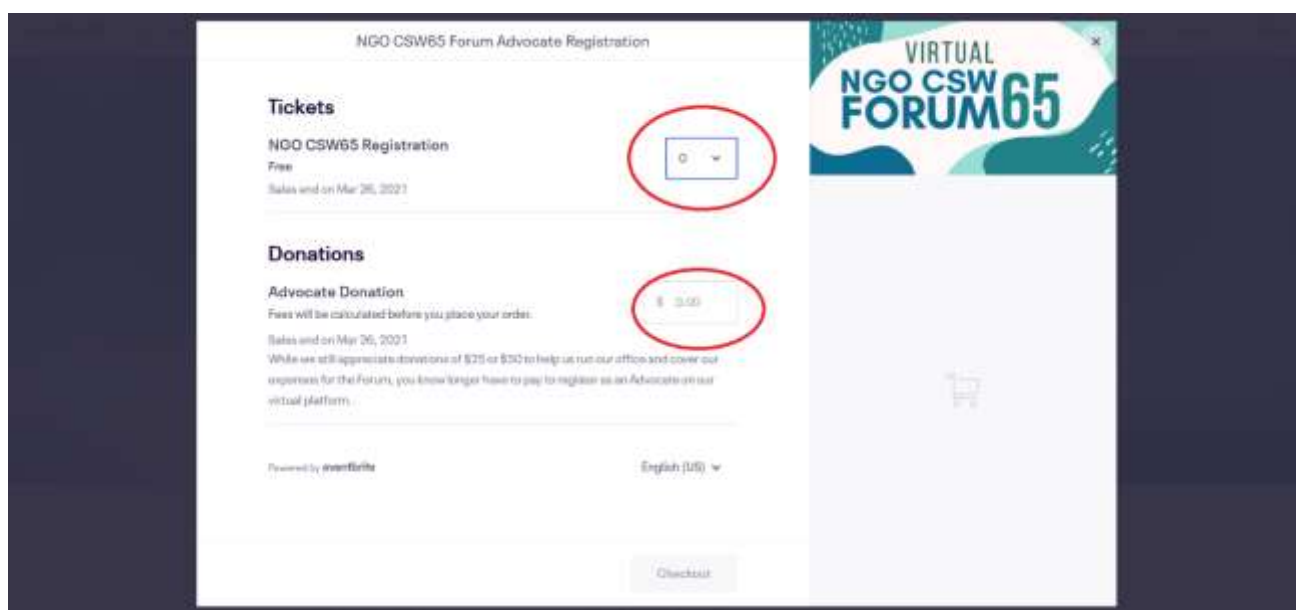 NGO CSW65 Forum Advocate Registration
×
VIRTUAL
NGO CSW
FORUM65
Tickets
NGO CSW65 Registration
0
Free
Sales end on Mar 26, 2021
Donations
Advocate Donation
$ 0.00
Fees will be calculated before you place your order.
Sales end on Mar 26, 2021
While we still appreciate donations of $25 or $50 to help us run our office and cover our
expenses for the Forum, you know longer have to pay to register as an Advocate on our
virtual platform.
Powered by eventbrite
English (US)
Checkout